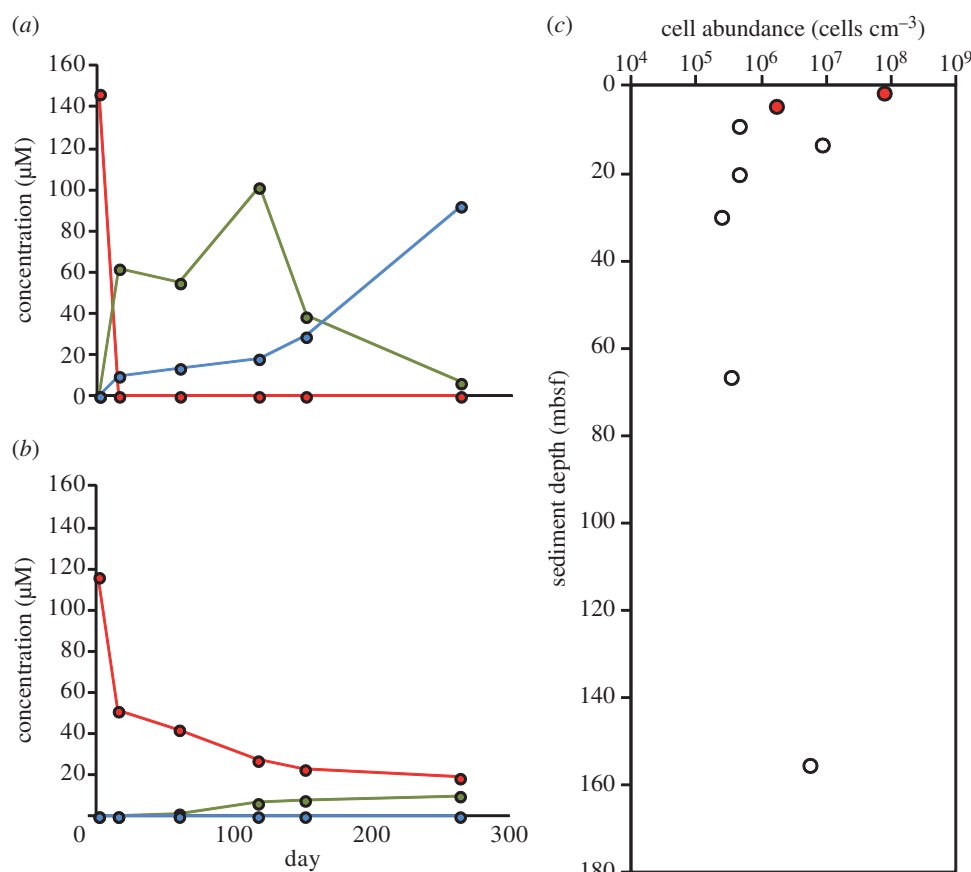 (a)
160
140
120
100
80
60
40
20
0
concentration (µM)
(b)
160
140
120
100
80
60
40
20
concentration (µM)
0 100 200 300
day
(c)
cell abundance (cells cm⁻³)
10⁴ 10⁵ 10⁶ 10⁷ 10⁸ 10⁹
0
20
40
60
80
100
120
140
160
180
sediment depth (mbsf)